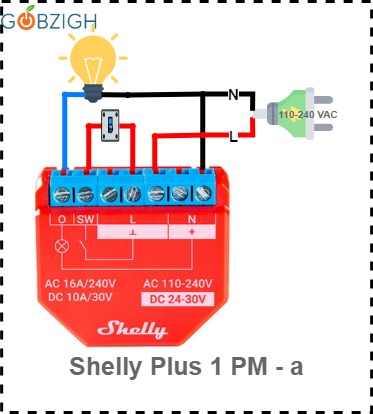 GOBZIGH
N
110-240 VAC
L
O SW L N
⊥ +
AC 16A/240V AC 110-240V
DC 10A/30V DC 24-30V
Shelly
Shelly Plus 1 PM - a